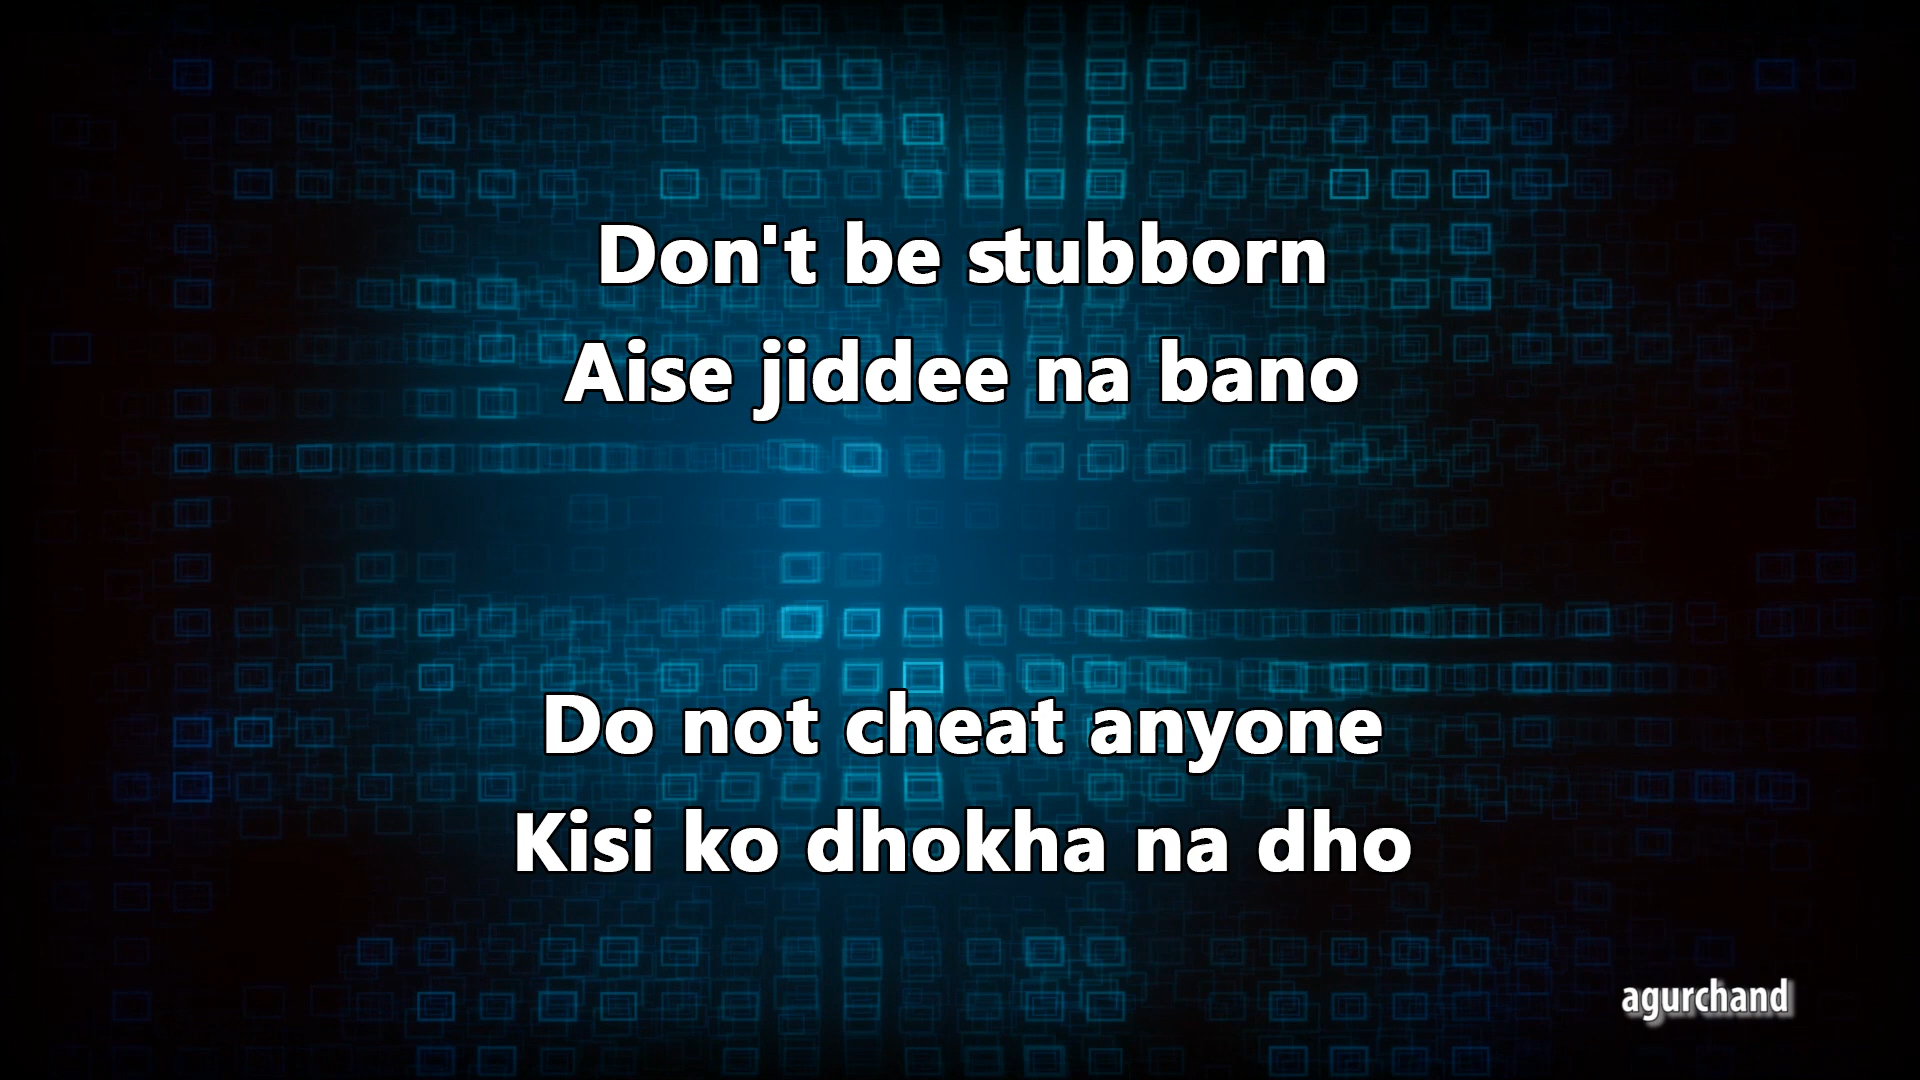 Don't be stubborn
Aise jiddee na bano
Do not cheat anyone
Kisi ko dhokha na dho
agurchand